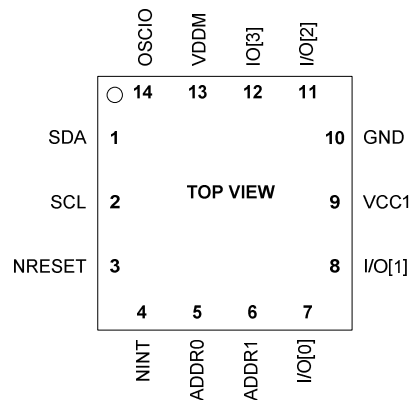 OSCIO VDDM IO[3] I/O[2]
14 13 12 11
SDA 1 10 GND
TOP VIEW
SCL 2 9 VCC1
NRESET 3 8 I/O[1]
4 5 6 7
NINT ADDR0 ADDR1 I/O[0]